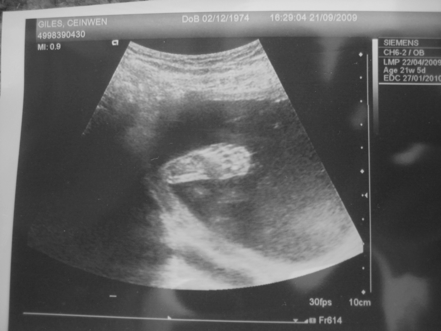 GILES, CEINWEN DoB 02/12/1974 16:29:04 21/09/2009
4998390430
MI: 0.9
SIEMENS
CH6-2 / OB
LMP 22/04/2009
Age 21w 5d
EDC 27/01/2010
30fps 10cm
Fr614